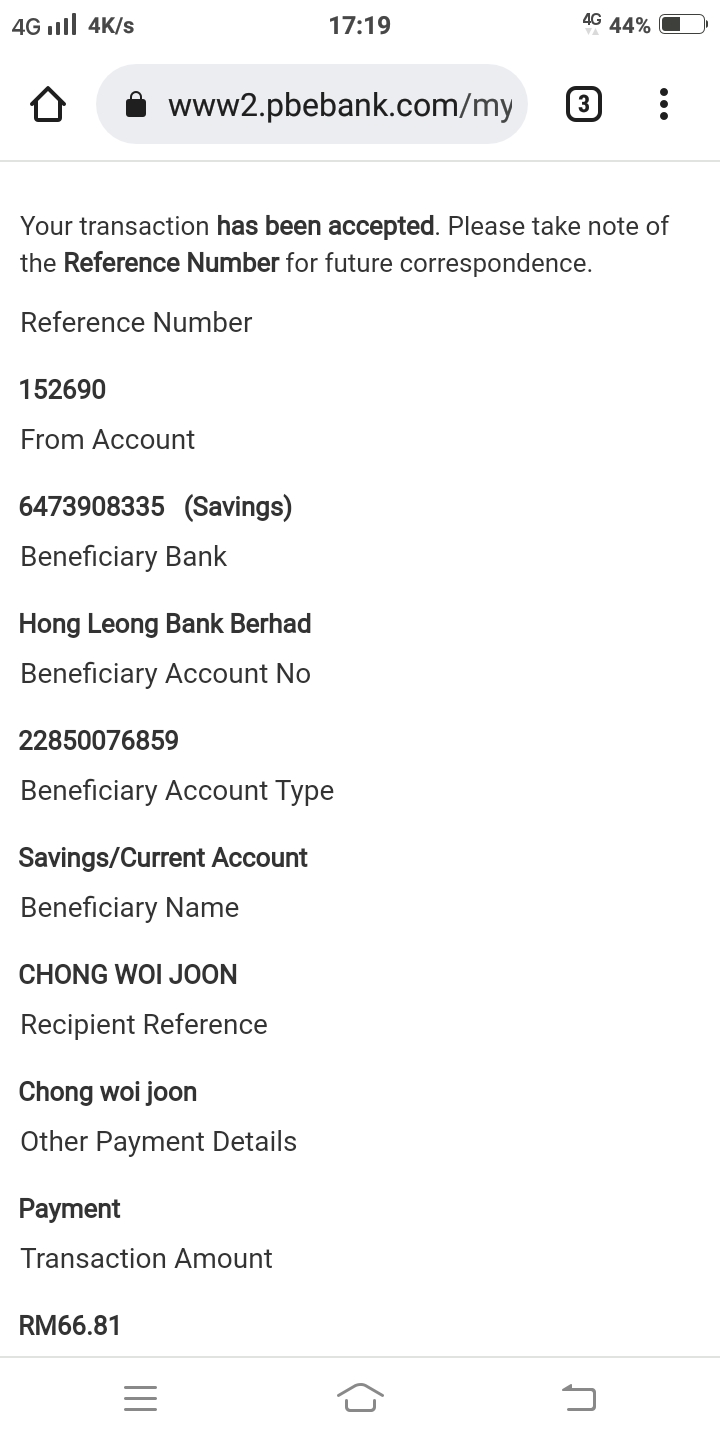 4G 4K/s 17:19 4G 44%
www2.pbebank.com/my 3
Your transaction has been accepted. Please take note of
the Reference Number for future correspondence.
Reference Number
152690
From Account
6473908335 (Savings)
Beneficiary Bank
Hong Leong Bank Berhad
Beneficiary Account No
22850076859
Beneficiary Account Type
Savings/Current Account
Beneficiary Name
CHONG WOI JOON
Recipient Reference
Chong woi joon
Other Payment Details
Payment
Transaction Amount
RM66.81